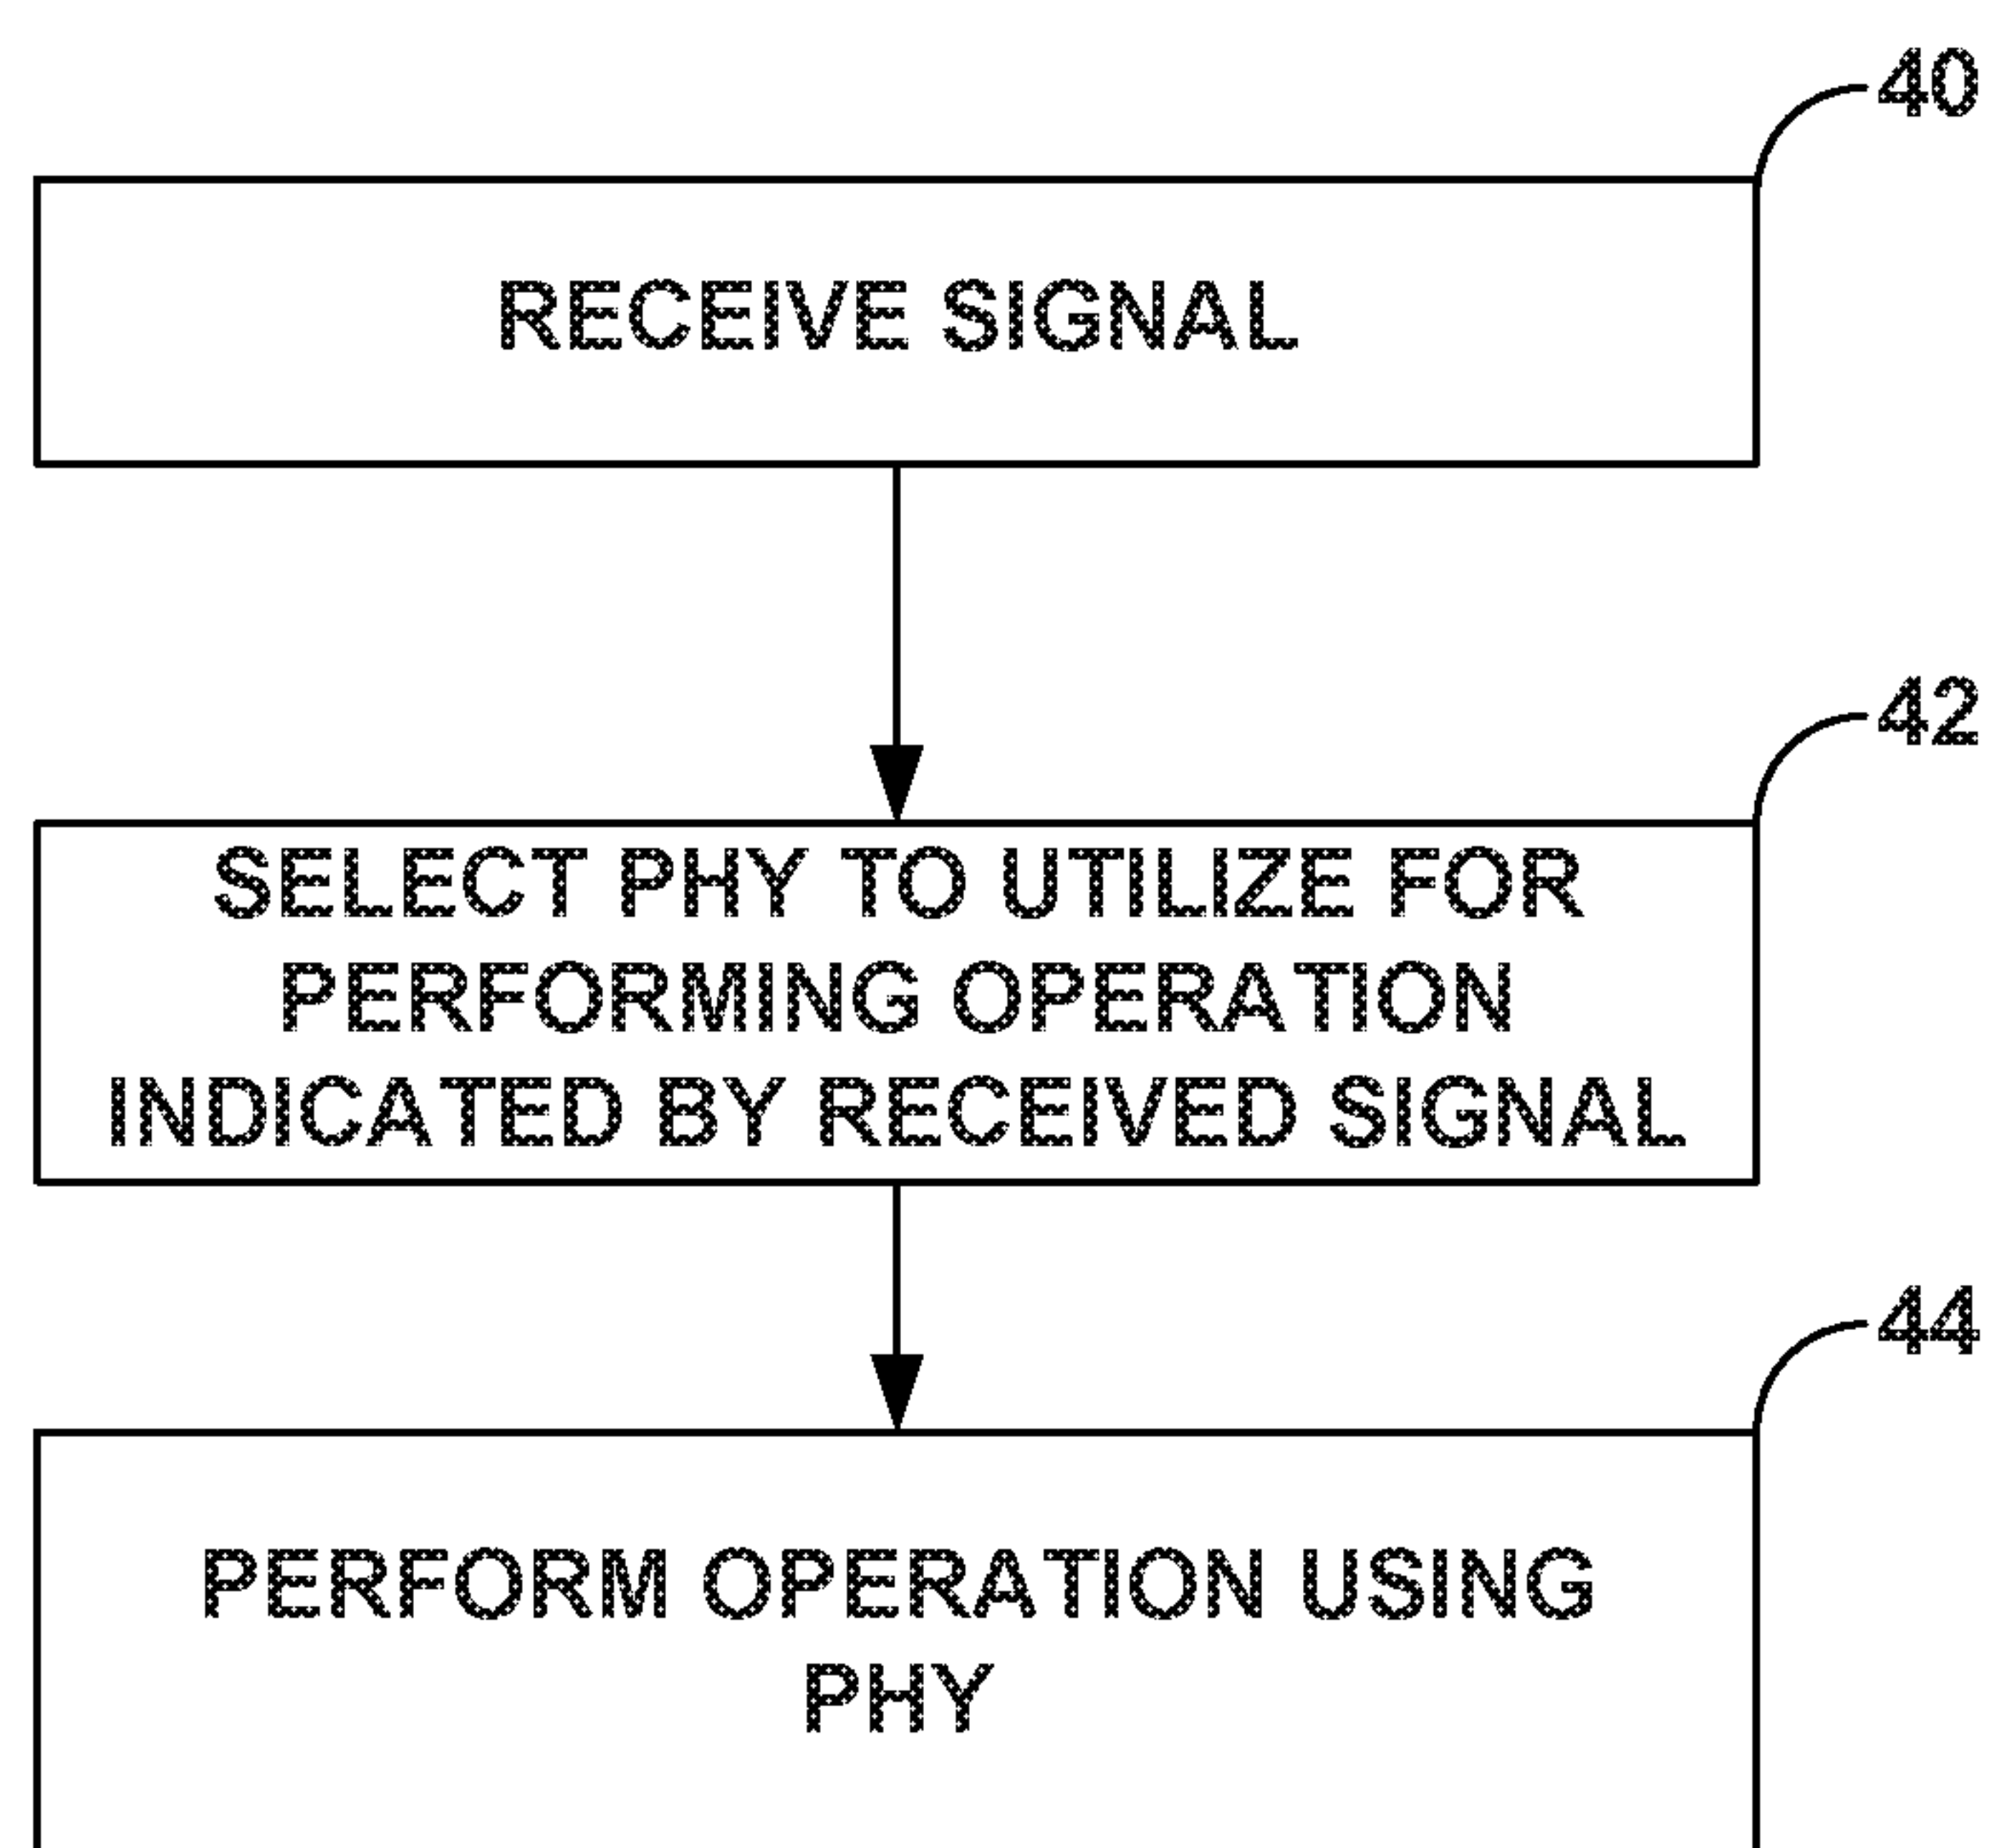 40
RECEIVE SIGNAL
42
SELECT PHY TO UTILIZE FOR
PERFORMING OPERATION
INDICATED BY RECEIVED SIGNAL
44
PERFORM OPERATION USING
PHY